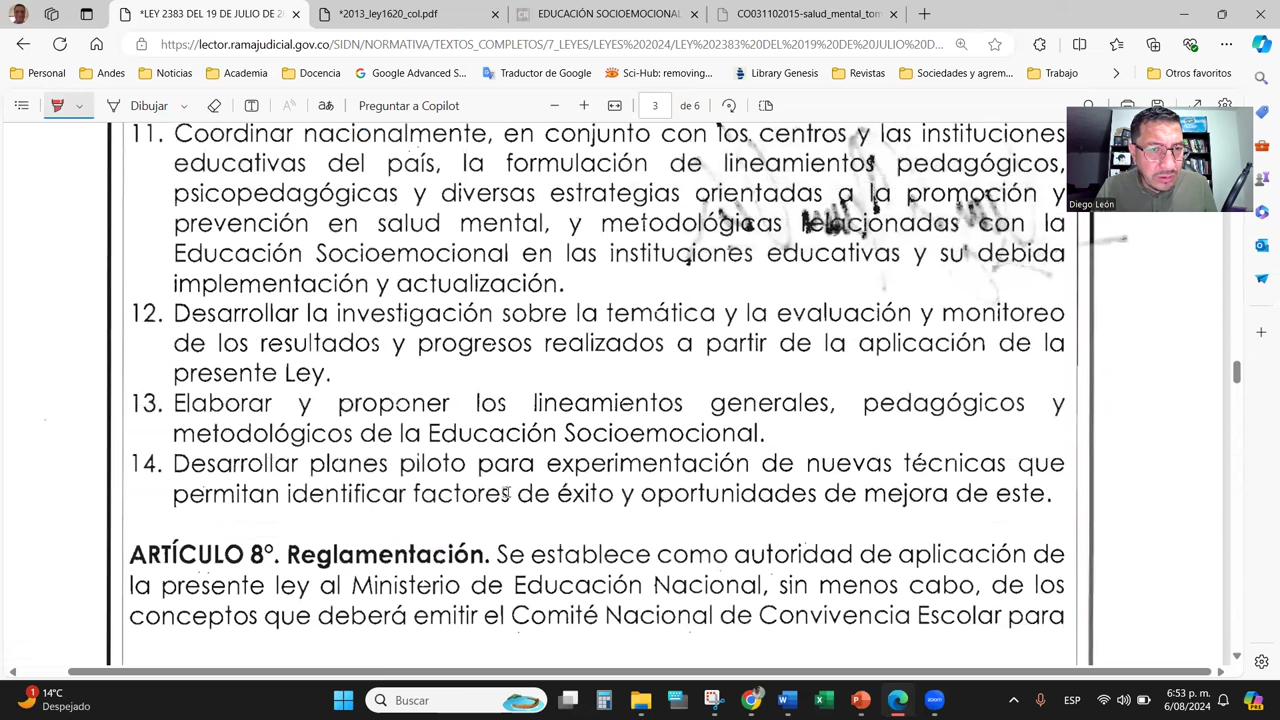 *LEY 2383 DEL 19 DE JULIO DE 2
*2013_ley1620_col.pdf
EDUCACIÓN SOCIOEMOCIONAL
CO031102015-salud_mental_tom
https://lector.ramajudicial.gov.co/SIDN/NORMATIVA/TEXTOS_COMPLETOS/7_LEYES/LEYES%202024/LEY%202383%20DEL%2019%20DE%20JULIO%20D...
Personal
Andes
Noticias
Academia
Docencia
Google Advanced S...
Traductor de Google
Sci-Hub: removing...
Library Genesis
Revistas
Sociedades y agrem...
Trabajo
Otros favoritos
Dibujar
Preguntar a Copilot
3
de 6
11. Coordinar nacionalmente, en conjunto con los centros y las instituciones
educativas del país, la formulación de lineamientos pedagógicos,
psicopedagógicas y diversas estrategias orientadas a la promoción y
prevención en salud mental, y metodológicas relacionadas con la
Educación Socioemocional en las instituciones educativas y su debida
implementación y actualización.
12. Desarrollar la investigación sobre la temática y la evaluación y monitoreo
de los resultados y progresos realizados a partir de la aplicación de la
presente Ley.
13. Elaborar y proponer los lineamientos generales, pedagógicos y
metodológicos de la Educación Socioemocional.
14. Desarrollar planes piloto para experimentación de nuevas técnicas que
permitan identificar factores de éxito y oportunidades de mejora de este.
ARTÍCULO 8°. Reglamentación. Se establece como autoridad de aplicación de
la presente ley al Ministerio de Educación Nacional, sin menos cabo, de los
conceptos que deberá emitir el Comité Nacional de Convivencia Escolar para
Diego León
1
14°C
Despejado
Buscar
ESP
6:53 p. m.
6/08/2024